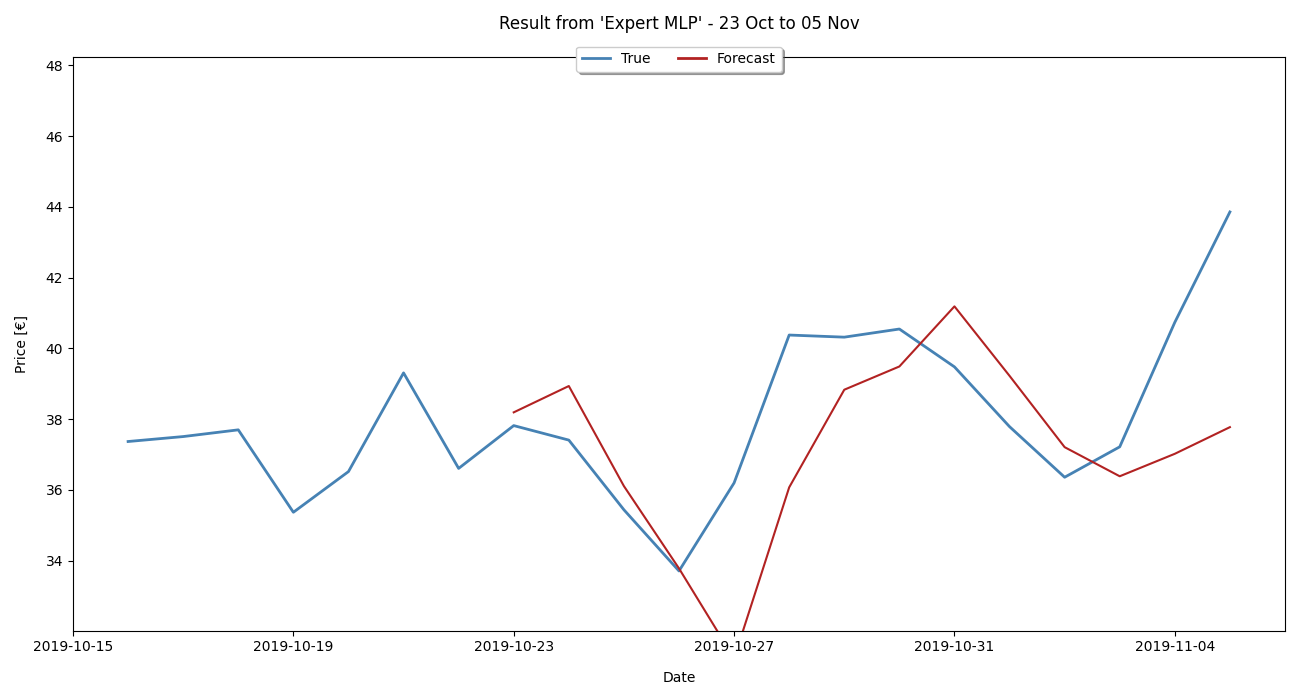 Result from 'Expert MLP' - 23 Oct to 05 Nov
True Forecast
48
46
44
42
40
38
36
34
Price [€]
2019-10-15 2019-10-19 2019-10-23 2019-10-27 2019-10-31 2019-11-04
Date